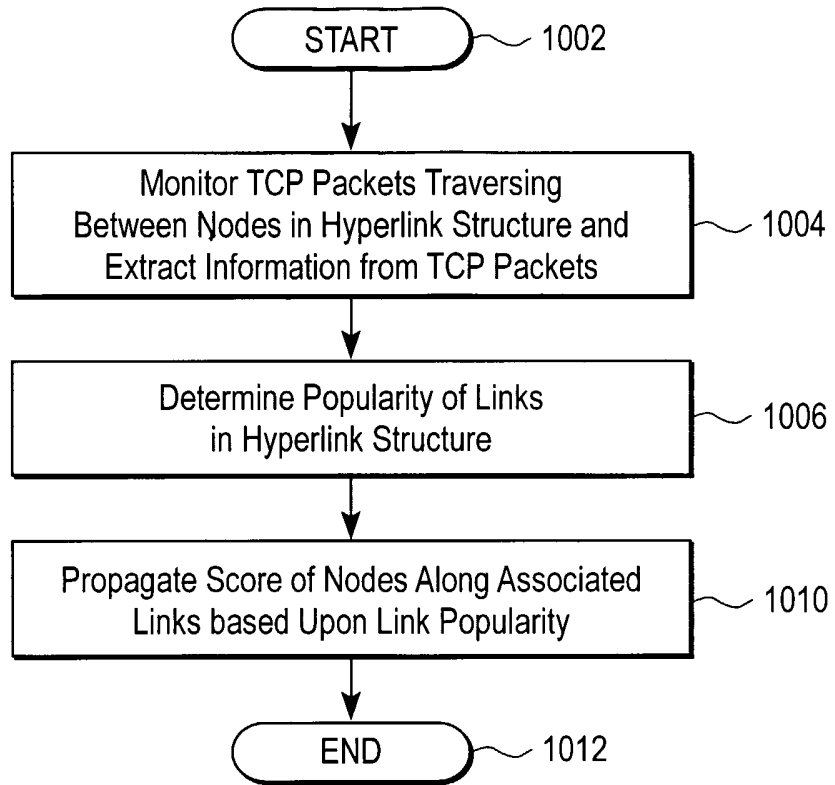 START
1002
Monitor TCP Packets Traversing
Between Nodes in Hyperlink Structure and
Extract Information from TCP Packets
1004
Determine Popularity of Links
in Hyperlink Structure
1006
Propagate Score of Nodes Along Associated
Links based Upon Link Popularity
1010
END
1012